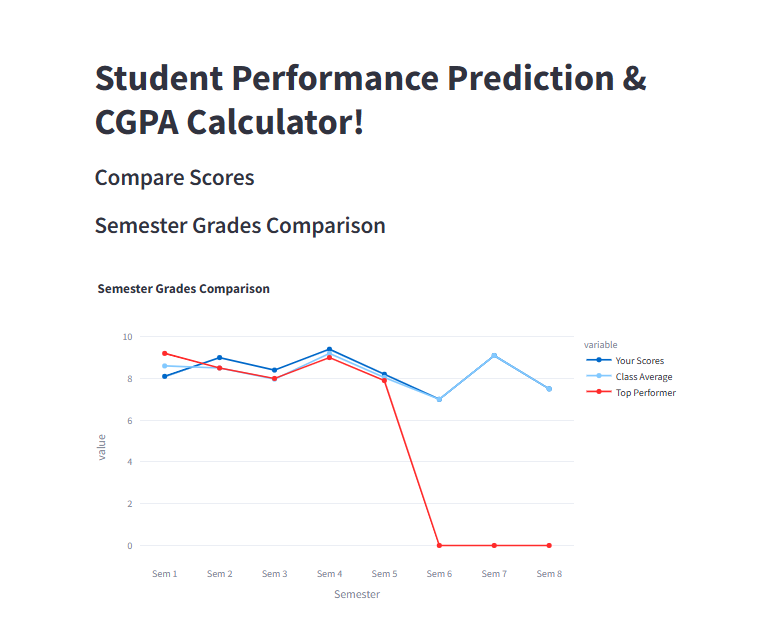 Student Performance Prediction &
CGPA Calculator!
Compare Scores
Semester Grades Comparison
Semester Grades Comparison
10
8
6
4
2
0
value
Sem 1 Sem 2 Sem 3 Sem 4 Sem 5 Sem 6 Sem 7 Sem 8
Semester
variable
Your Scores
Class Average
Top Performer